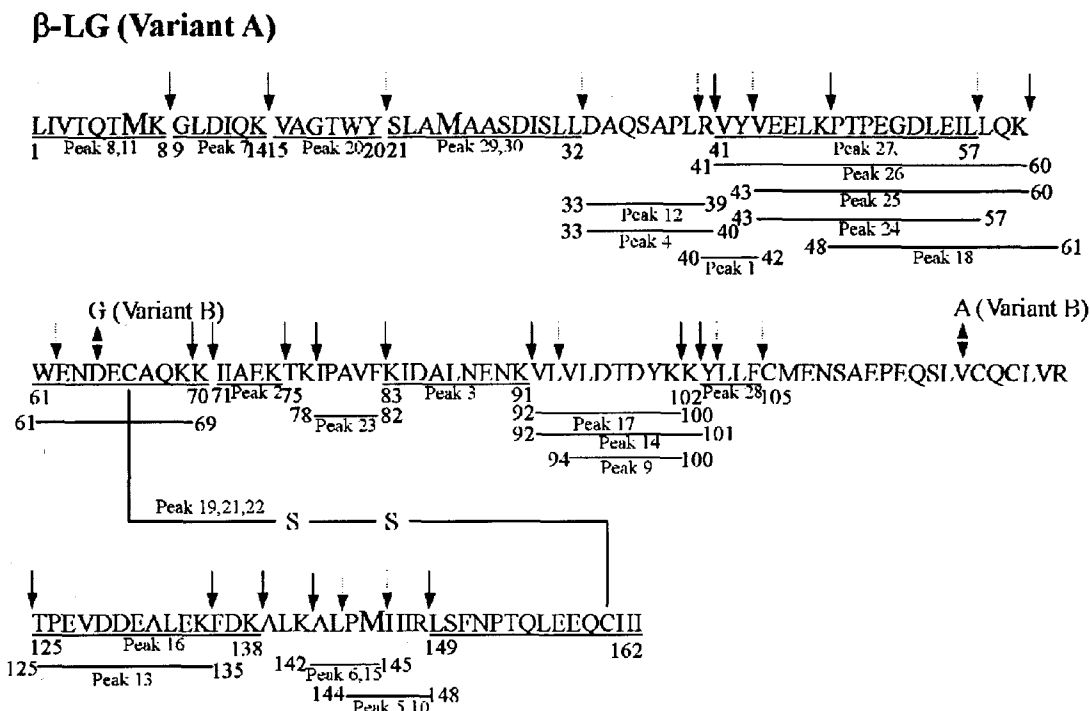 β-LG (Variant A)
LIVTQTMK GLDIQK VAGTWY SLAMAASDISLLDAQSAPLRVYVEELKPTPEGDLEILLQK
1 Peak 8,11 8 9 Peak 7 14 15 Peak 20 20 21 Peak 29,30 32 41 Peak 27 57
41 Peak 26 60
43 Peak 25 60
33 Peak 12 39
43 Peak 24 57
33 Peak 4 40
48 Peak 18 61
40 Peak 1 42
G (Variant B) A (Variant B)
WENDECAQKK IIAEKTKIPAVFKIDALNENKVLVLDTDYKKYLLFCMENSAEPEQSLVCQCLVR
61 70 71 Peak 2 75 83 Peak 3 91 102 Peak 28 105
61 69
78 Peak 23 82
92 Peak 17 100
92 Peak 14 101
94 Peak 9 100
Peak 19,21,22
S S
TPEVDDEALEKFDKALKALPMHIRLSFNPTQLEEQCHI
125 Peak 16 138 149 162
125 Peak 13 135
142 Peak 6,15 145
144 Peak 5,10 148